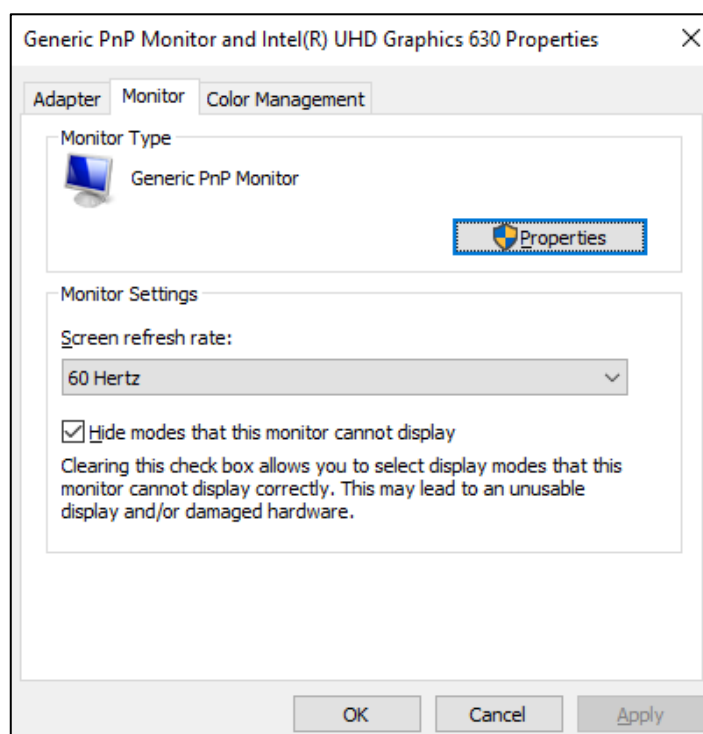 Generic PnP Monitor and Intel(R) UHD Graphics 630 Properties
Adapter
Monitor
Color Management
Monitor Type
Generic PnP Monitor
Properties
Monitor Settings
Screen refresh rate:
60 Hertz
Hide modes that this monitor cannot display
Clearing this check box allows you to select display modes that this
monitor cannot display correctly. This may lead to an unusable
display and/or damaged hardware.
OK
Cancel
Apply